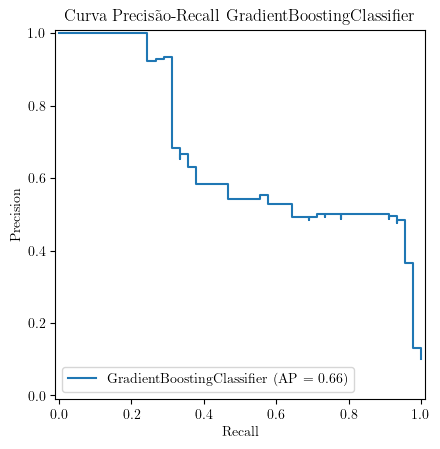 Curva Precisão-Recall GradientBoostingClassifier
1.0
0.8
0.6
0.4
0.2
0.0
Precision
GradientBoostingClassifier (AP = 0.66)
0.0 0.2 0.4 0.6 0.8 1.0
Recall